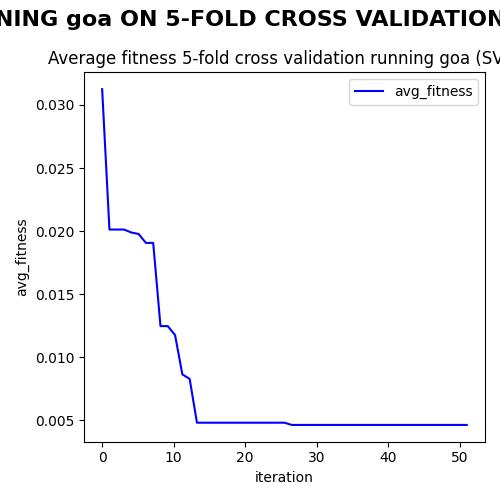 NING goa ON 5-FOLD CROSS VALIDATION
Average fitness 5-fold cross validation running goa (SV
avg_fitness
0.030
0.025
0.020
0.015
0.010
0.005
avg_fitness
0 10 20 30 40 50
iteration